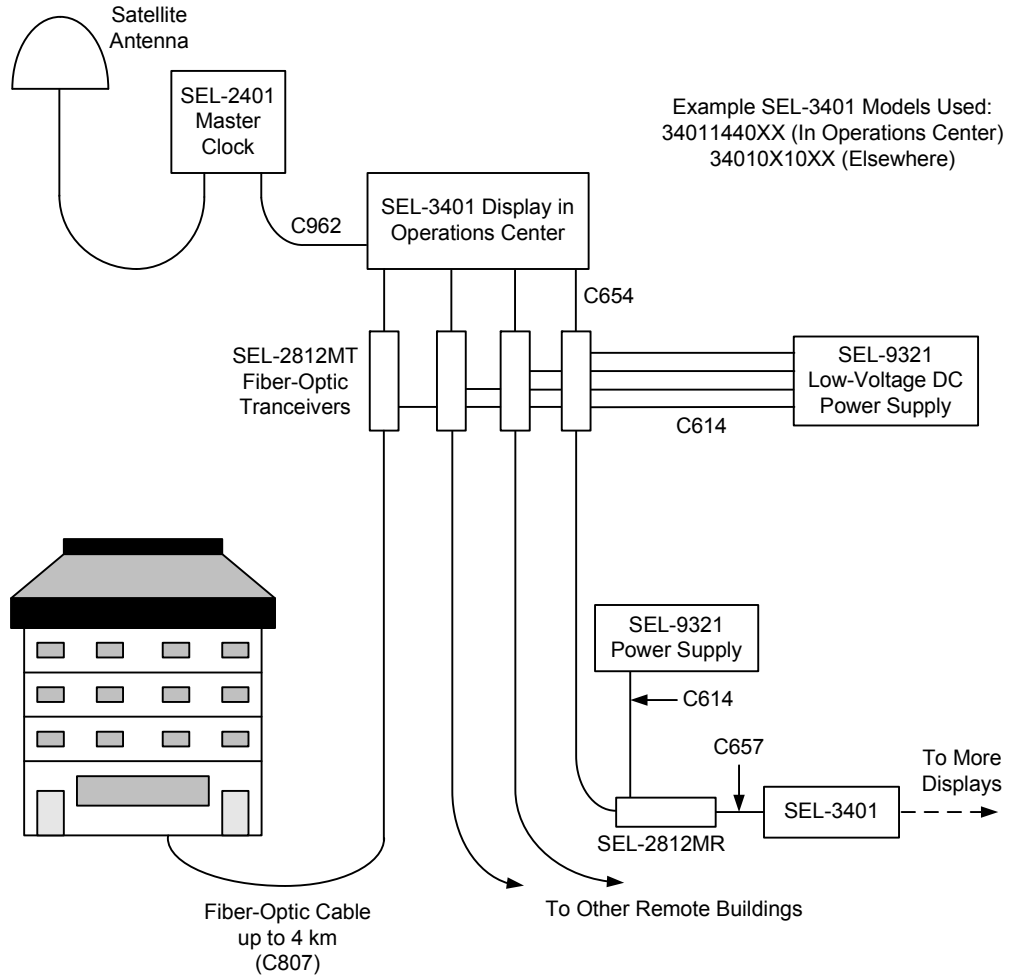 Satellite
Antenna
SEL-2401
Master
Clock
Example SEL-3401 Models Used:
34011440XX (In Operations Center)
34010X10XX (Elsewhere)
C962
SEL-3401 Display in
Operations Center
C654
SEL-2812MT
Fiber-Optic
Tranceivers
SEL-9321
Low-Voltage DC
Power Supply
C614
SEL-9321
Power Supply
C614
C657
To More
Displays
SEL-3401
SEL-2812MR
To Other Remote Buildings
Fiber-Optic Cable
up to 4 km
(C807)